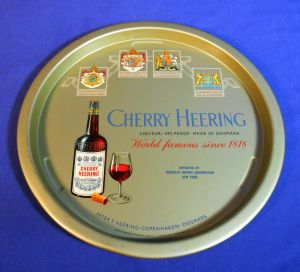 CHERRY HEERING
LIQUEUR · 49% PROOF · MADE IN DENMARK
World famous since 1818
CHERRY
HEERING
IMPORTED BY
NEW YORK
PETER F. HEERING · COPENHAGEN · DENMARK